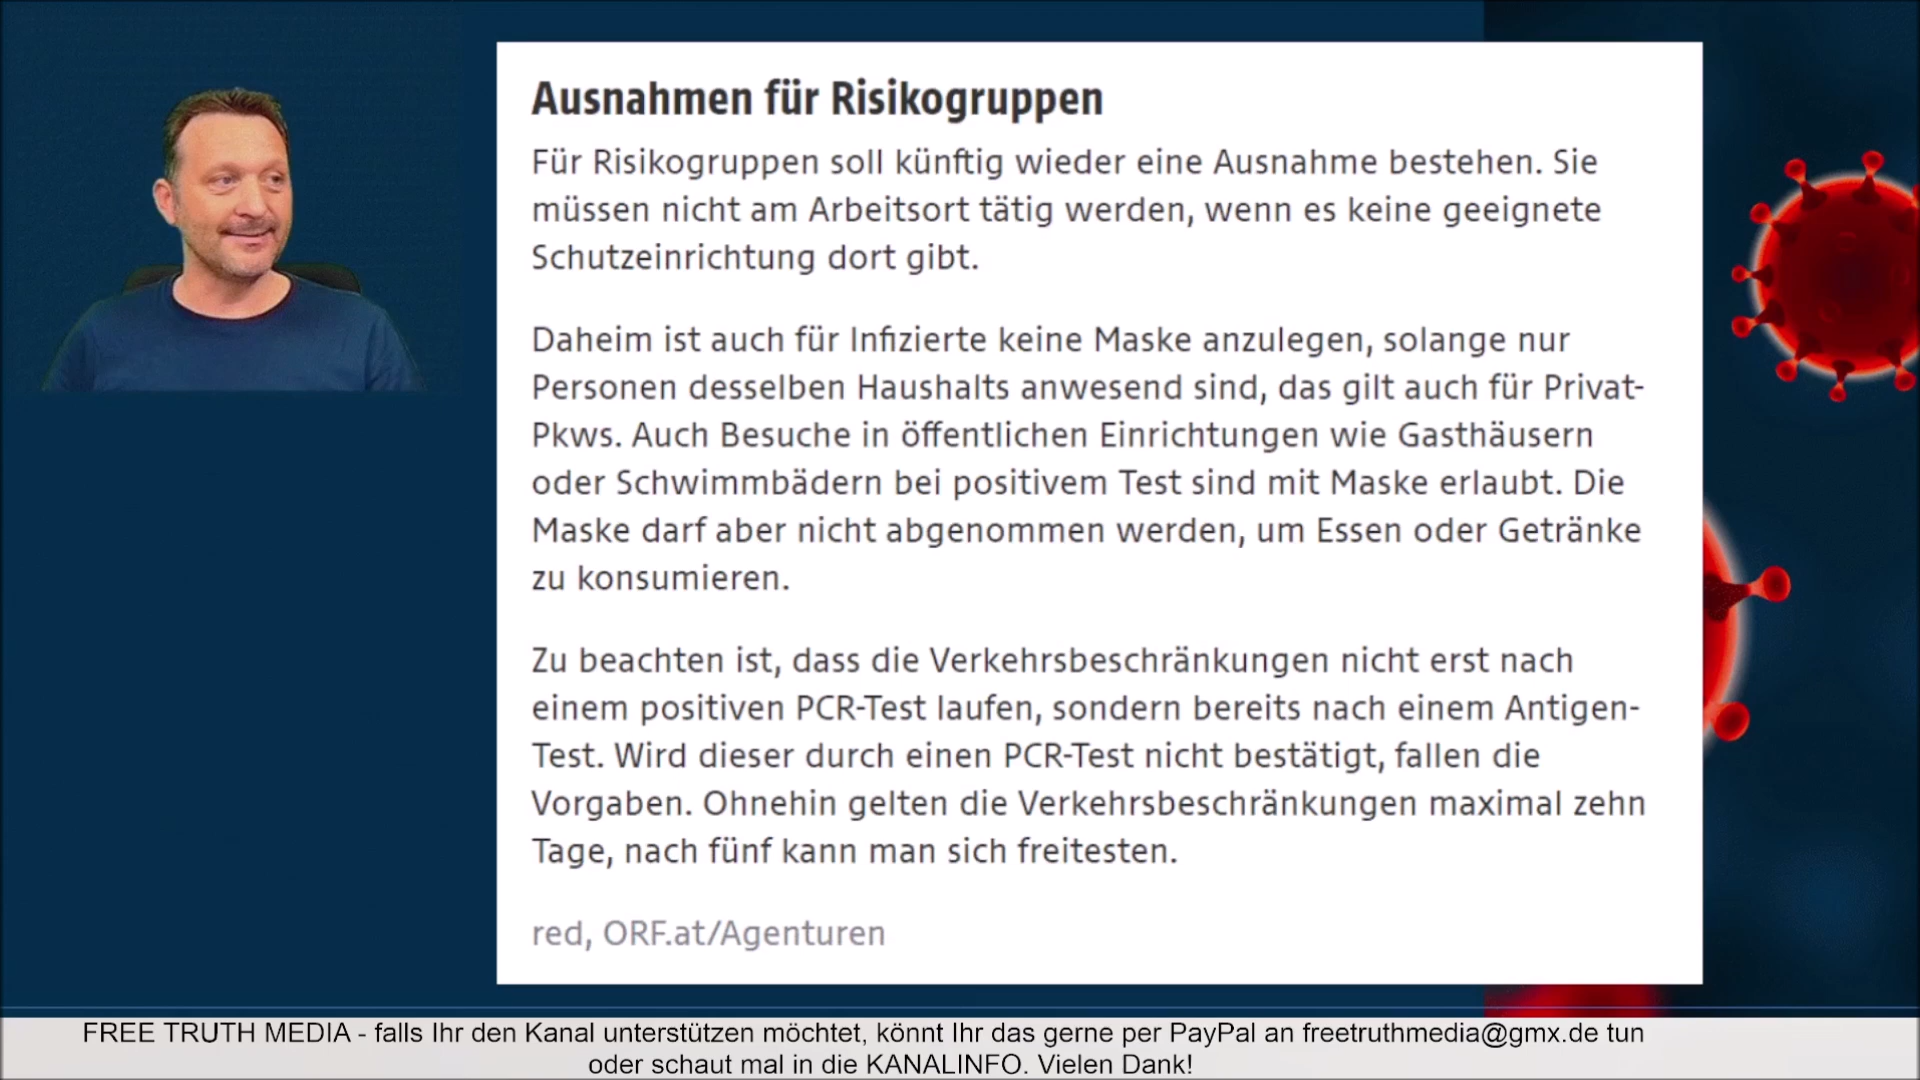 Ausnahmen für Risikogruppen
Für Risikogruppen soll künftig wieder eine Ausnahme bestehen. Sie
müssen nicht am Arbeitsort tätig werden, wenn es keine geeignete
Schutzeinrichtung dort gibt.
Daheim ist auch für Infizierte keine Maske anzulegen, solange nur
Personen desselben Haushalts anwesend sind, das gilt auch für Privat-
Pkws. Auch Besuche in öffentlichen Einrichtungen wie Gasthäusern
oder Schwimmbädern bei positivem Test sind mit Maske erlaubt. Die
Maske darf aber nicht abgenommen werden, um Essen oder Getränke
zu konsumieren.
Zu beachten ist, dass die Verkehrsbeschränkungen nicht erst nach
einem positiven PCR-Test laufen, sondern bereits nach einem Antigen-
Test. Wird dieser durch einen PCR-Test nicht bestätigt, fallen die
Vorgaben. Ohnehin gelten die Verkehrsbeschränkungen maximal zehn
Tage, nach fünf kann man sich freitesten.
red, ORF.at/Agenturen
FREE TRUTH MEDIA - falls Ihr den Kanal unterstützen möchtet, könnt Ihr das gerne per PayPal an freetruthmedia@gmx.de tun
oder schaut mal in die KANALINFO. Vielen Dank!